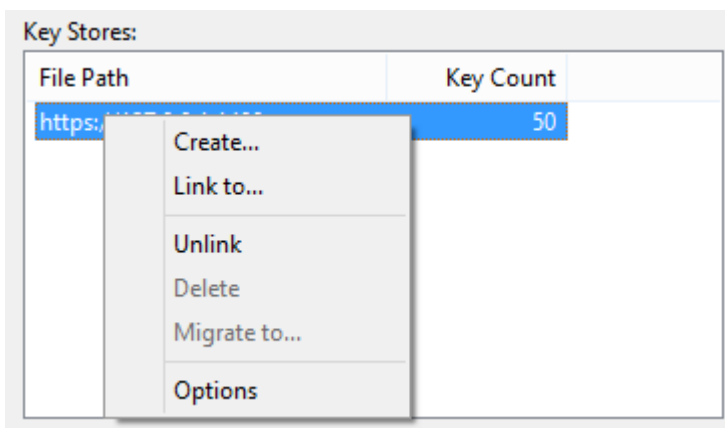 Key Stores:
File Path Key Count
https:/ 50
Create...
Link to...
Unlink
Delete
Migrate to...
Options